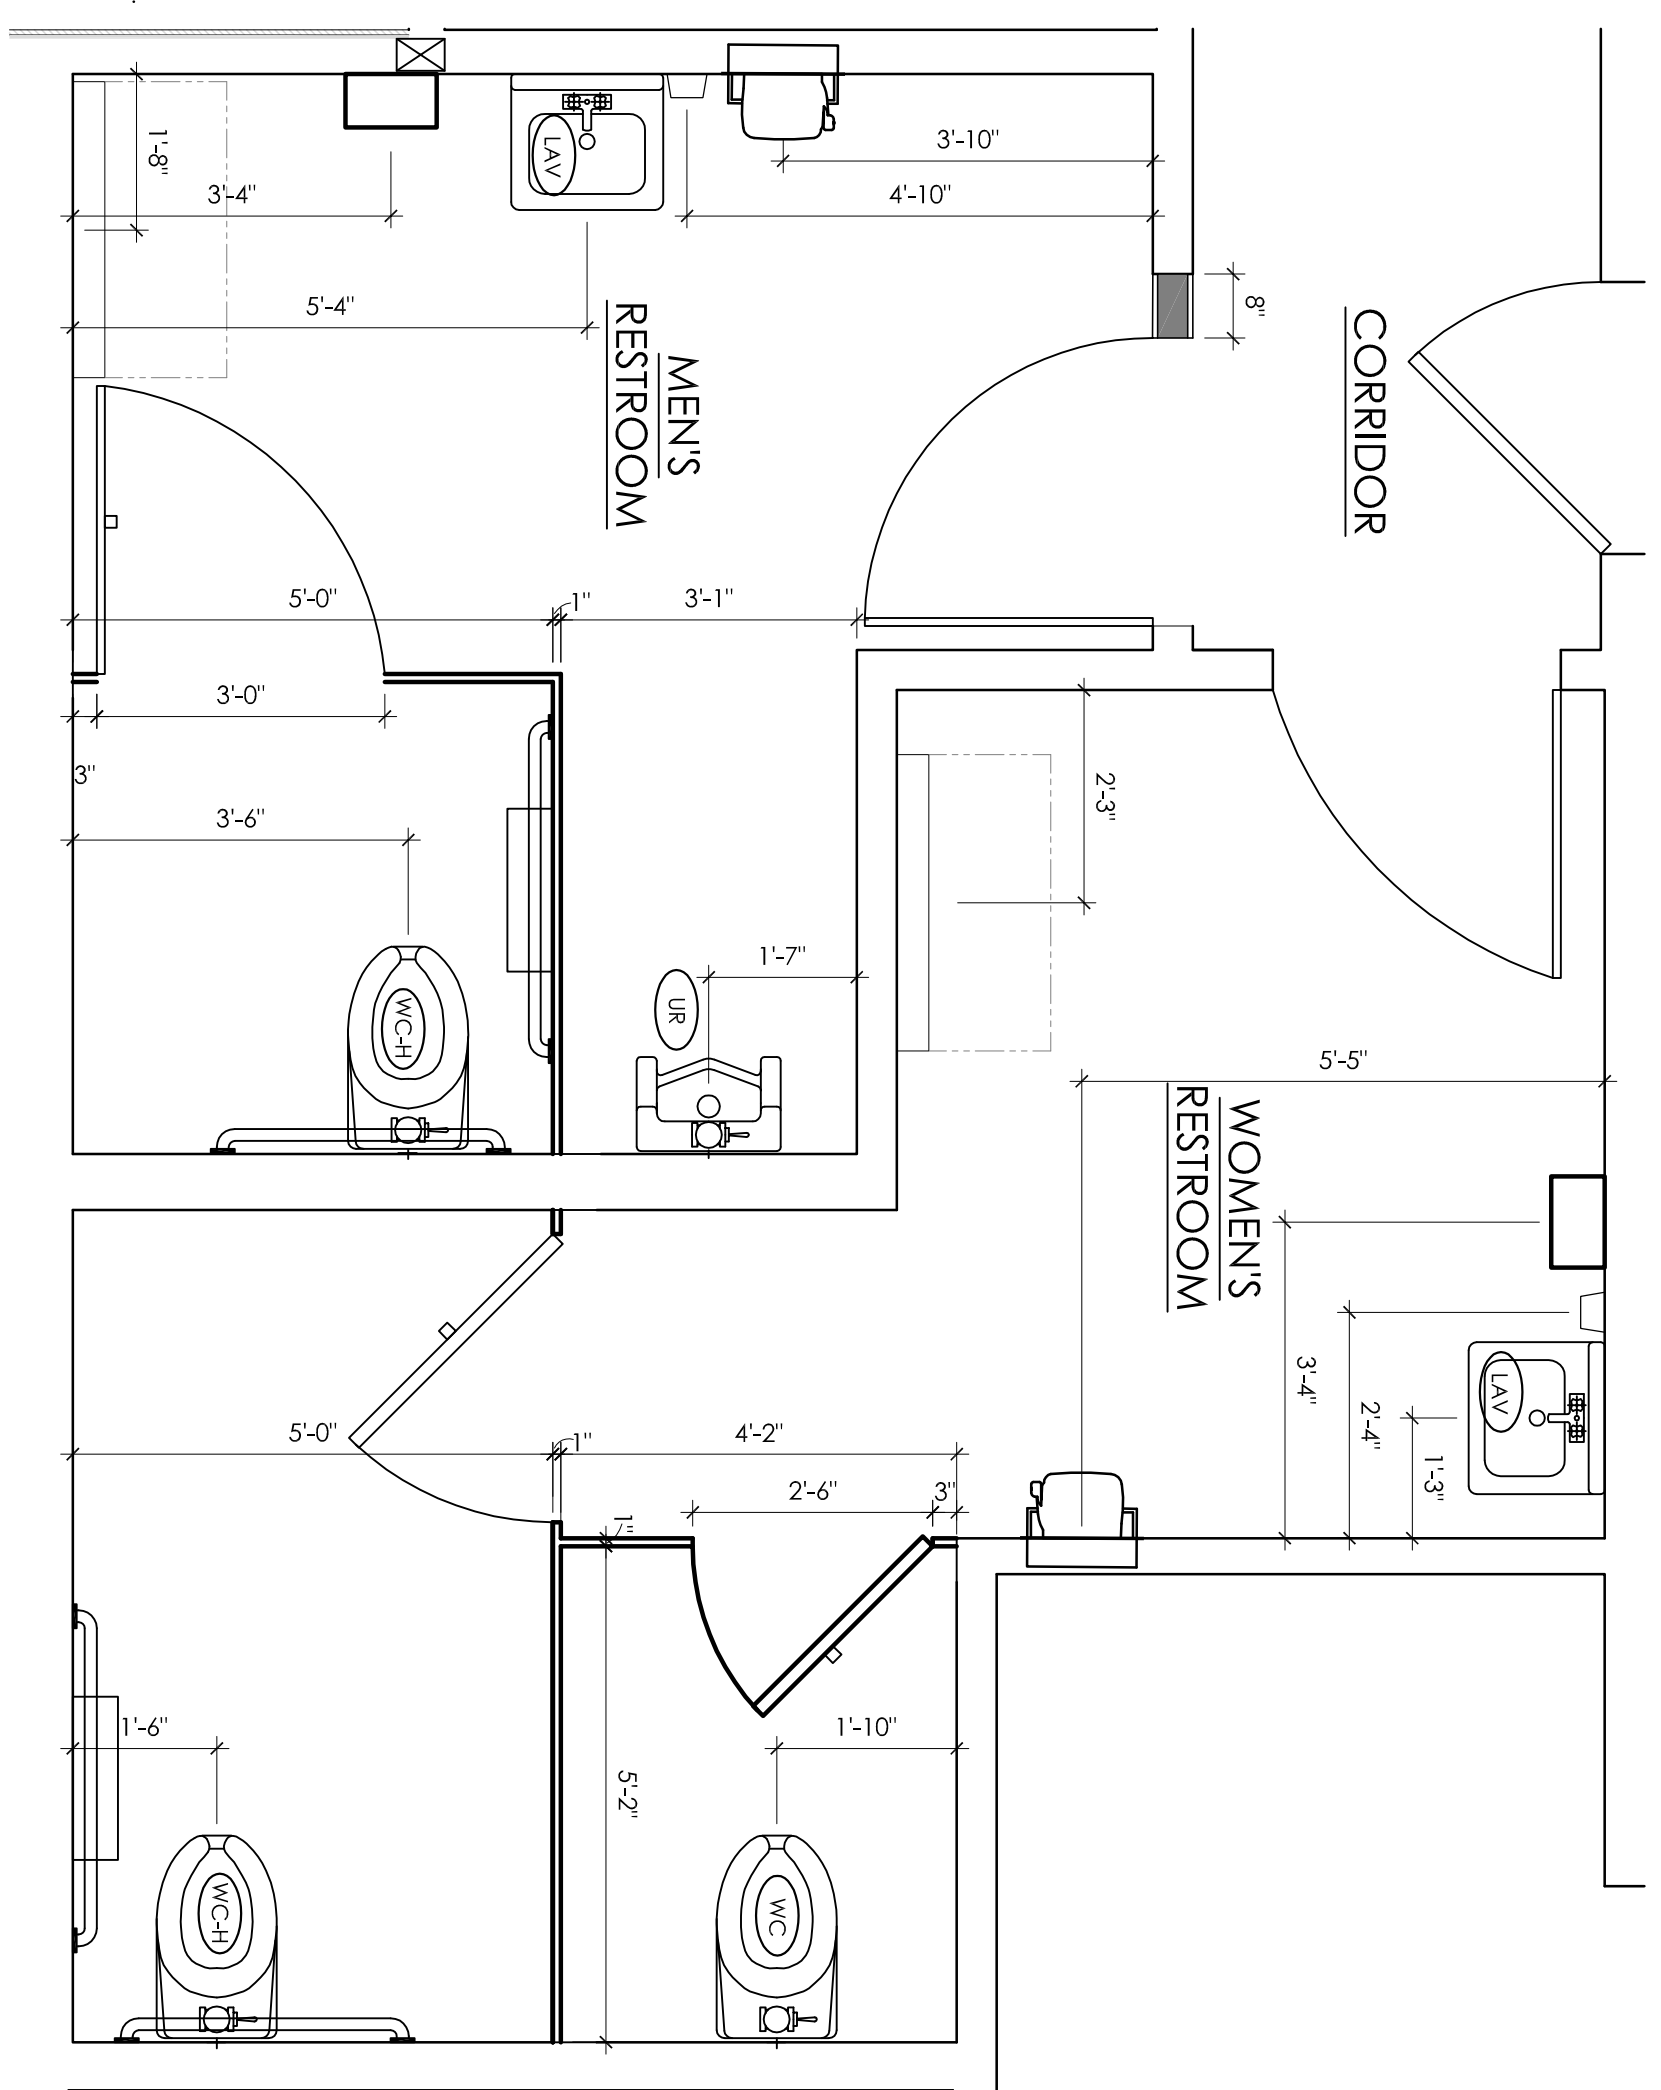 3'-10"
1'-8"
LAV
3'-4"
4'-10"
5'-4"
8"
MEN'S
RESTROOM
CORRIDOR
5'-0"
1"
3'-1"
3'-0"
3"
2'-3"
3'-6"
1'-7"
UR
WC-H
5'-5"
WOMEN'S
RESTROOM
3'-4"
2'-4"
LAV
1'-3"
5'-0"
1"
4'-2"
2'-6"
3"
1"
1'-6"
1'-10"
5'-2"
WC-H
WC